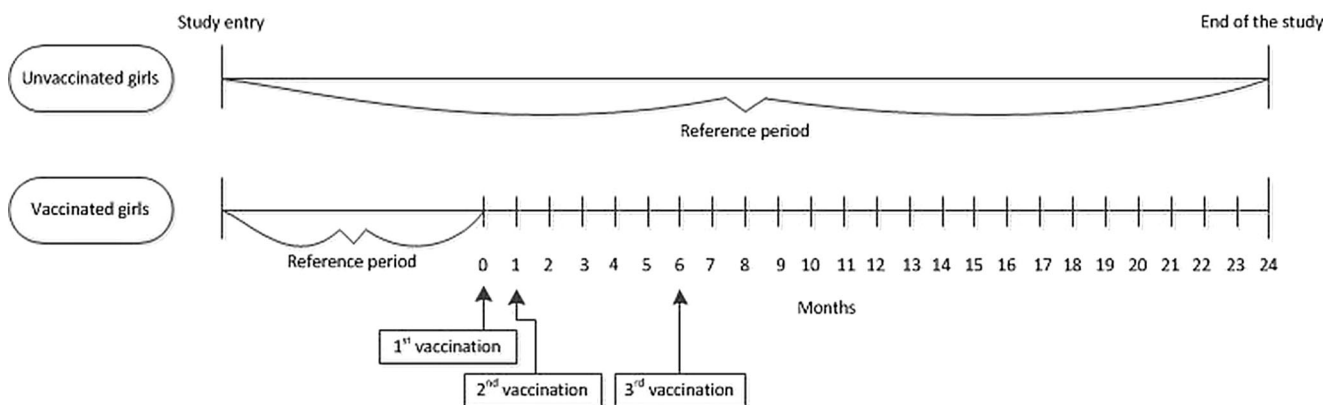 Study entry
End of the study
Unvaccinated girls
Reference period
Vaccinated girls
Reference period
0 1 2 3 4 5 6 7 8 9 10 11 12 13 14 15 16 17 18 19 20 21 22 23 24
Months
1st vaccination
2nd vaccination
3rd vaccination